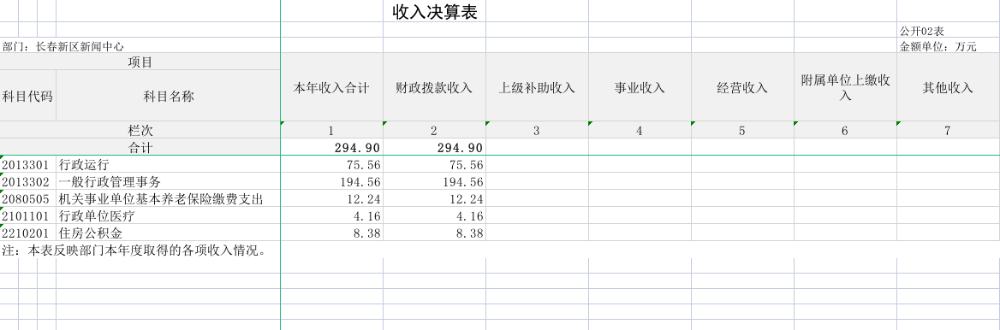 收入决算表
公开02表
部门：长春新区新闻中心 金额单位：万元
项目 本年收入合计 财政拨款收入 上级补助收入 事业收入 经营收入 附属单位上缴收入 其他收入
科目代码 科目名称
栏次 1 2 3 4 5 6 7
合计 294.90 294.90
2013301 行政运行 75.56 75.56
2013302 一般行政管理事务 194.56 194.56
2080505 机关事业单位基本养老保险缴费支出 12.24 12.24
2101101 行政单位医疗 4.16 4.16
2210201 住房公积金 8.38 8.38
注：本表反映部门本年度取得的各项收入情况。